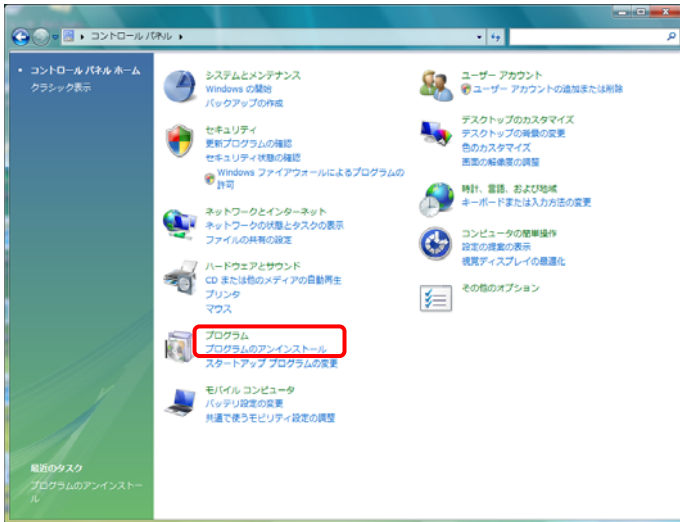 コントロール パネル
コントロール パネル ホーム
クラシック表示
システムとメンテナンス
Windows の開始
バックアップの作成
セキュリティ
更新プログラムの確認
セキュリティ状態の確認
Windows ファイアウォールによるプログラムの
許可
ネットワークとインターネット
ネットワークの状態とタスクの表示
ファイルの共有の設定
ハードウェアとサウンド
CD または他のメディアの自動再生
プリンタ
マウス
プログラム
プログラムのアンインストール
スタートアップ プログラムの変更
モバイル コンピュータ
バッテリ設定の変更
共通で使うモビリティ設定の調整
ユーザー アカウント
ユーザー アカウントの追加または削除
デスクトップのカスタマイズ
デスクトップの背景の変更
色のカスタマイズ
画面の解像度の調整
時計、言語、および地域
キーボードまたは入力方法の変更
コンピュータの簡単操作
設定の提案の表示
視覚ディスプレイの最適化
その他のオプション
最近のタスク
プログラムのアンインストー
ル